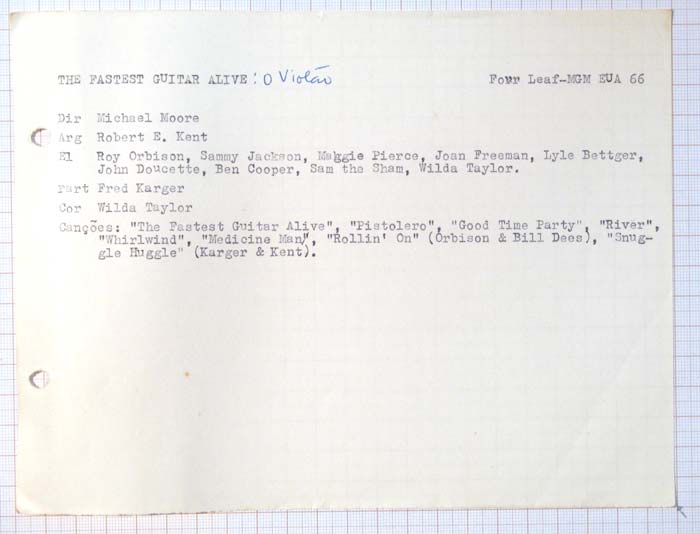 THE FASTEST GUITAR ALIVE: O Violão Four Leaf-MGM EUA 66
Dir Michael Moore
Arg Robert E. Kent
El Roy Orbison, Sammy Jackson, Maggie Pierce, Joan Freeman, Lyle Bettger,
John Doucette, Ben Cooper, Sam the Sham, Wilda Taylor.
Part Fred Karger
Cor Wilda Taylor
Canções: "The Fastest Guitar Alive", "Pistolero", "Good Time Party", "River",
"Whirlwind", "Medicine Man", "Rollin' On" (Orbison & Bill Dees), "Snug-
gle Huggle" (Karger & Kent).